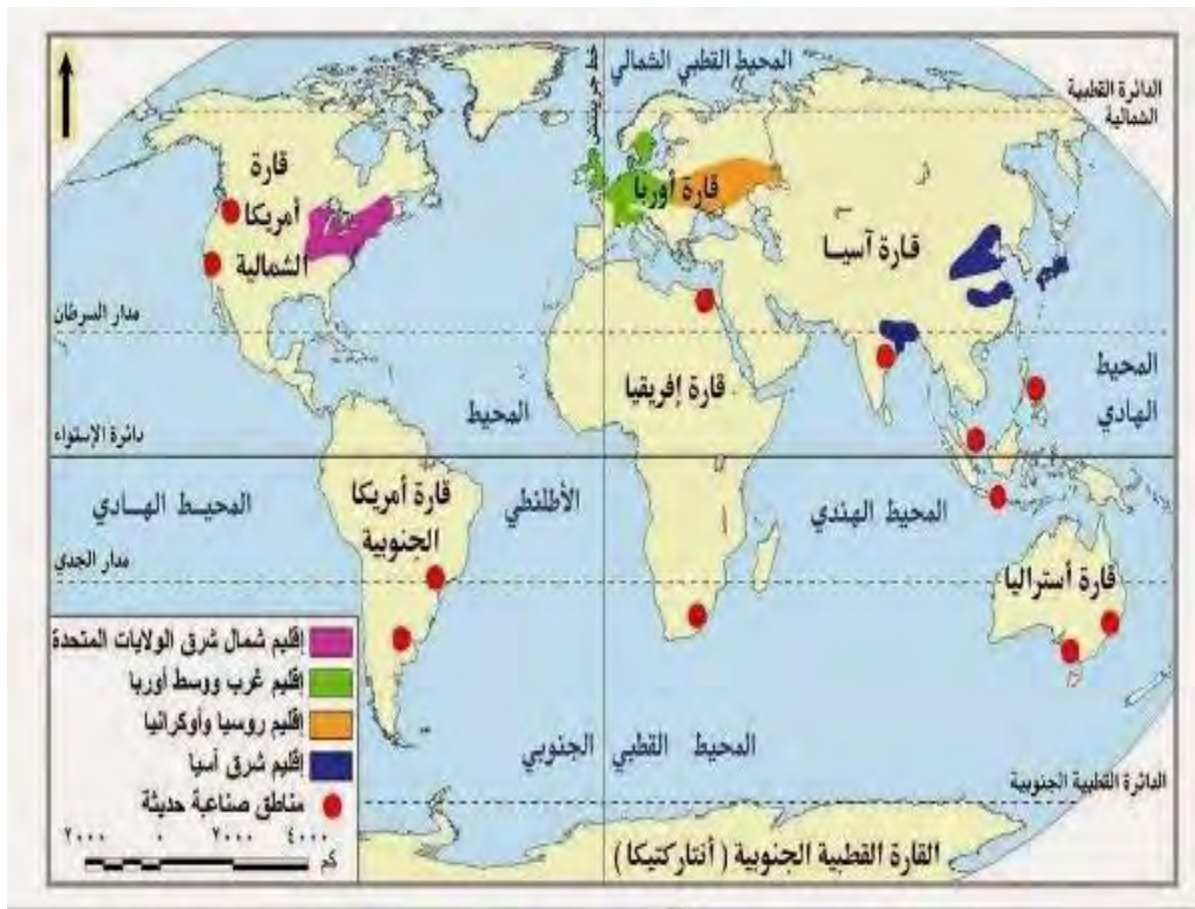 المحيط القطبي الشمالي
خط جرينتش
الدائرة القطبية
الشمالية
قارة
أمريكا
الشمالية
قارة أوربا
قارة آسيا
مدار السرطان
المحيط
الهادي
قارة إفريقيا
المحيط
دائرة الإستواء
قارة أمريكا
الجنوبية
الأطلنطي
المحيط الهندي
المحيط الهادي
مدار الجدي
قارة أستراليا
إقليم شمال شرق الولايات المتحدة
إقليم غرب ووسط أوربا
إقليم روسيا وأوكرانيا
إقليم شرق آسيا
مناطق صناعية حديثة
٢٠٠٠ ٠ ٢٠٠٠ ٤٠٠٠
كم
المحيط القطبي الجنوبي
الدائرة القطبية الجنوبية
القارة القطبية الجنوبية ( أنتاركتيكا )